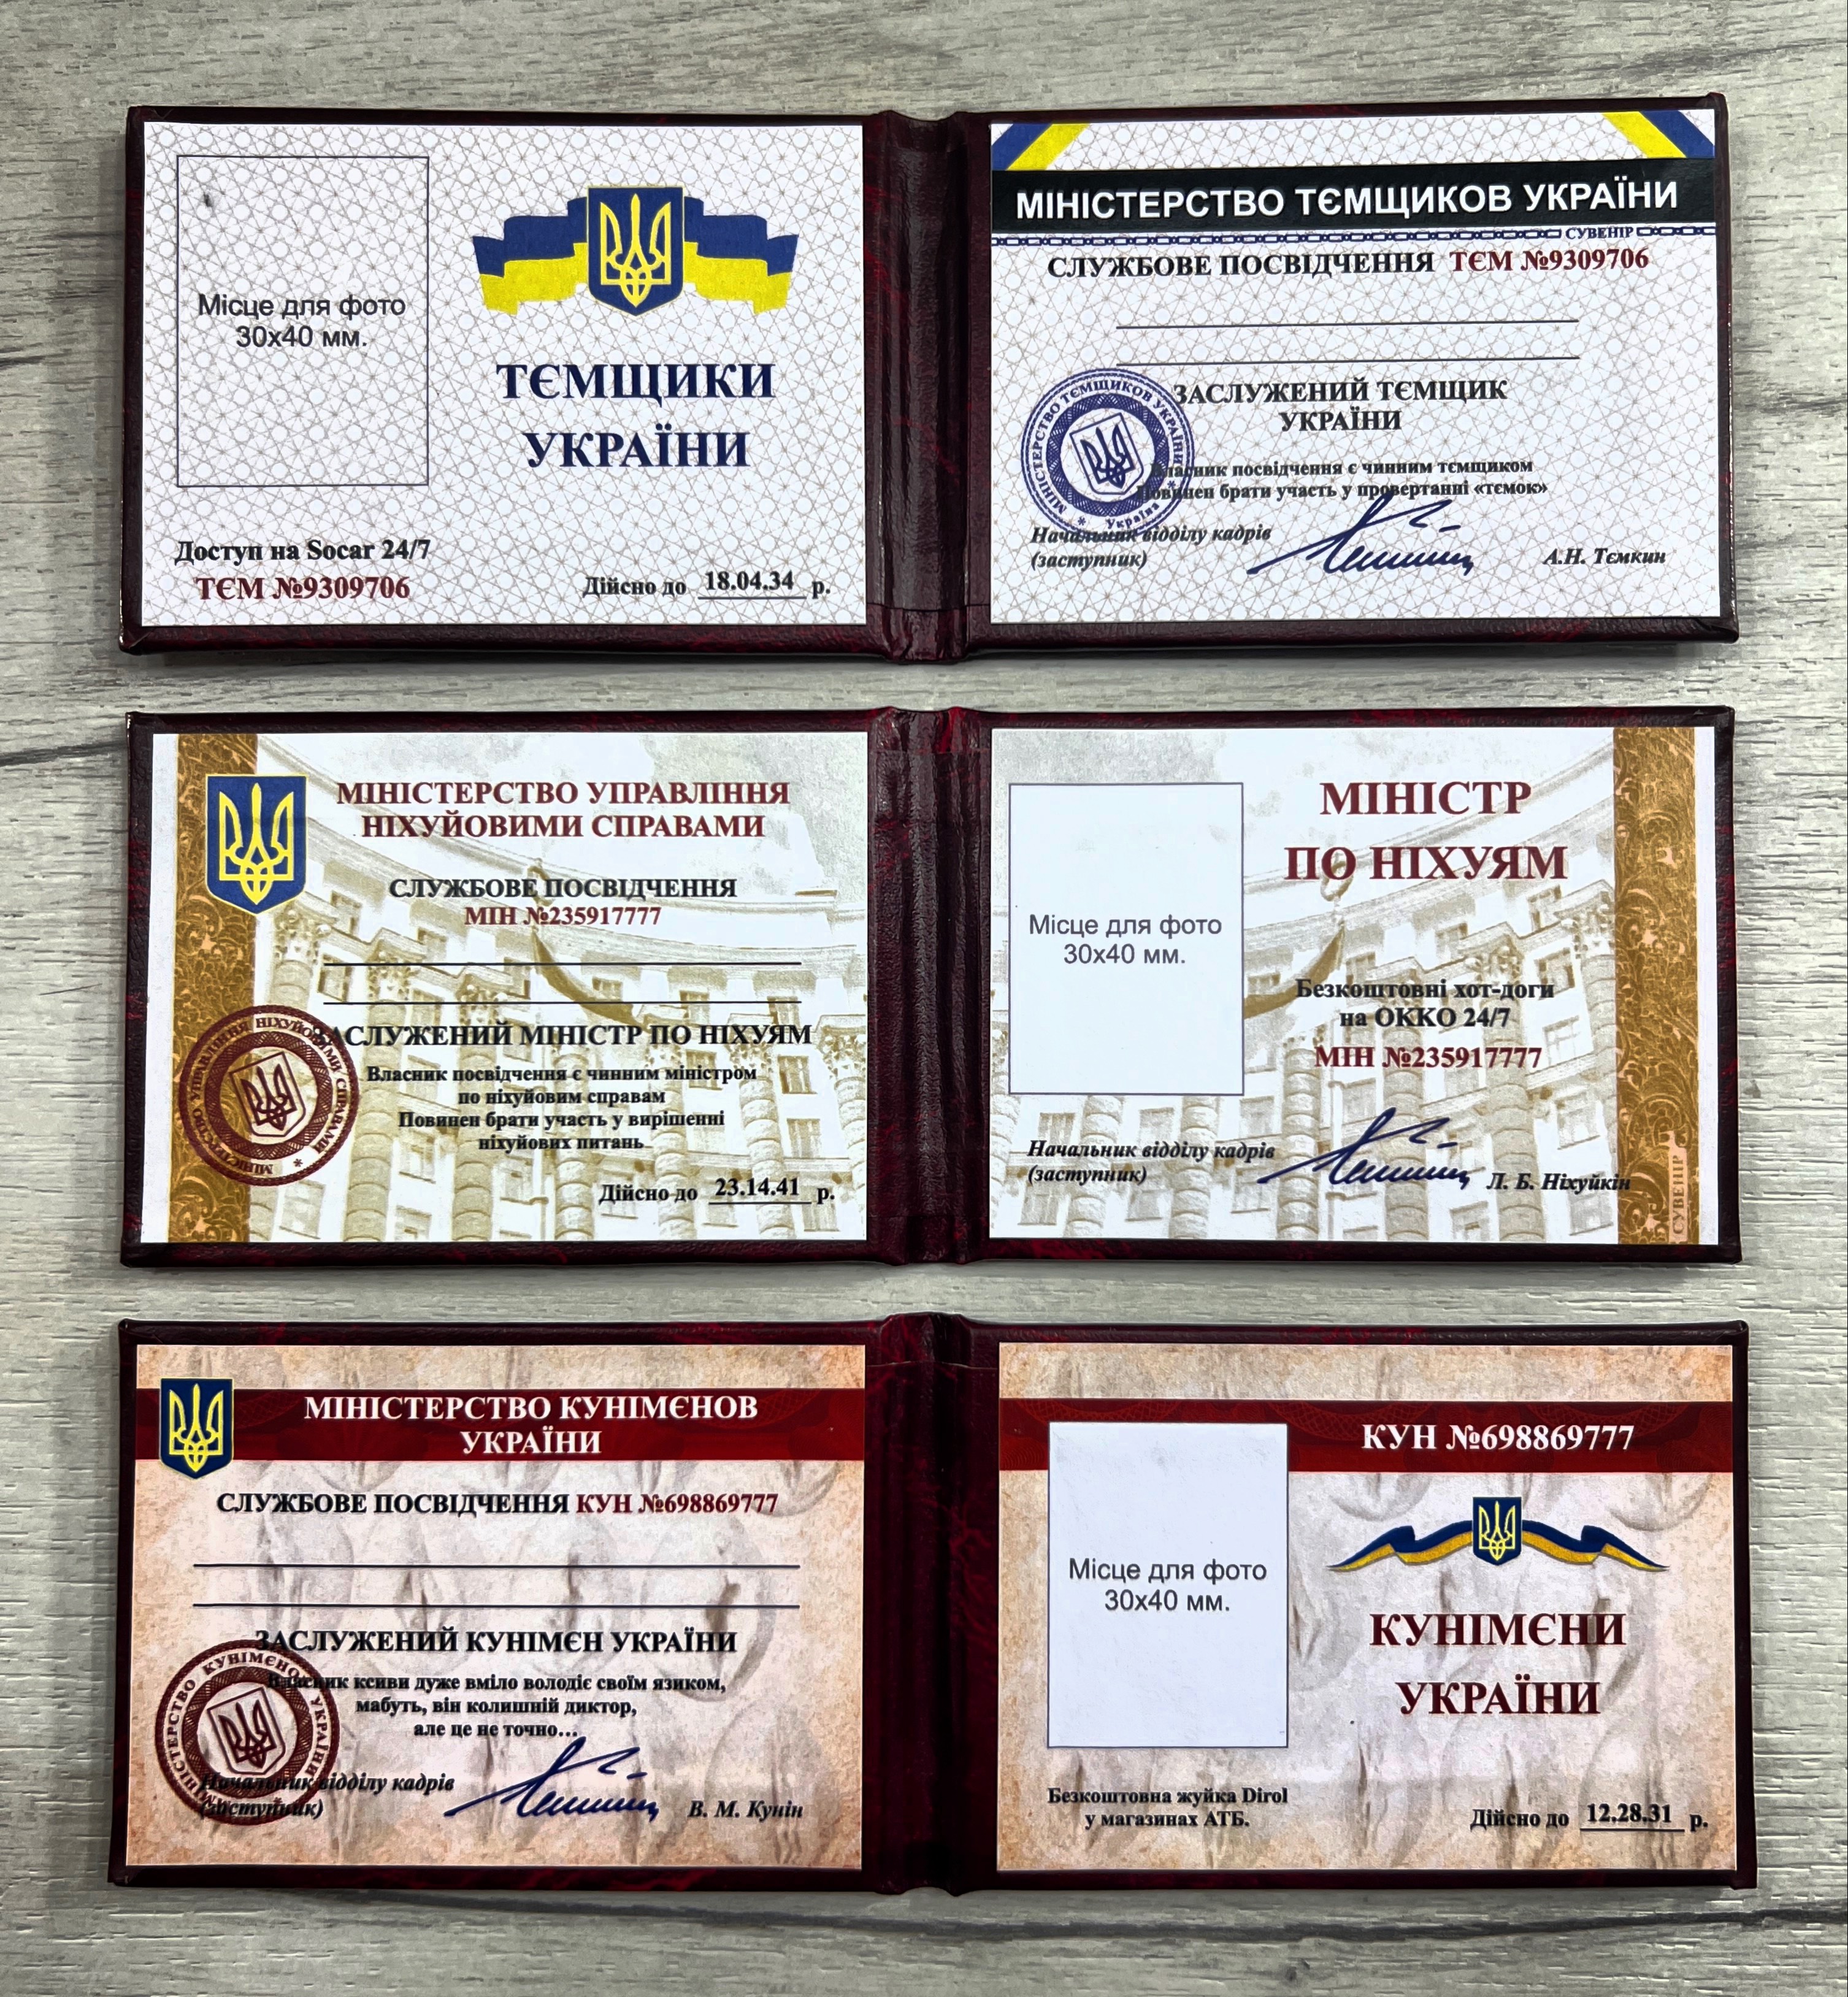 Місце для фото
30х40 мм.
ТЄМЩИКИ
УКРАЇНИ
Доступ на Socar 24/7
ТЄМ №9309706
Дійсно до 18.04.34 р.
МІНІСТЕРСТВО ТЄМЩИКОВ УКРАЇНИ
СУВЕНІР
СЛУЖБОВЕ ПОСВІДЧЕННЯ ТЄМ №9309706
ЗАСЛУЖЕНИЙ ТЄМЩИК
УКРАЇНИ
Власник посвідчення є чинним тємщиком
Повинен брати участь у провертанні «тємок»
МІНІСТЕРСТВО ТЄМЩИКОВ УКРАЇНИ
* Україна *
Начальник відділу кадрів
(заступник)
А.Н. Тємкин
МІНІСТЕРСТВО УПРАВЛІННЯ
НІХУЙОВИМИ СПРАВАМИ
СЛУЖБОВЕ ПОСВІДЧЕННЯ
МІН №235917777
ЗАСЛУЖЕНИЙ МІНІСТР ПО НІХУЯМ
Власник посвідчення є чинним міністром
по ніхуйовим справам
Повинен брати участь у вирішенні
ніхуйових питань
МІНІСТЕРСТВО УПРАВЛІННЯ НІХУЙОВИМИ СПРАВАМИ *
Дійсно до 23.14.41 р.
МІНІСТР
ПО НІХУЯМ
Місце для фото
30х40 мм.
Безкоштовні хот-доги
на ОККО 24/7
МІН №235917777
Начальник відділу кадрів
(заступник)
Л. Б. Ніхуйкін
СУВЕНІР
МІНІСТЕРСТВО КУНІМЄНОВ
УКРАЇНИ
СЛУЖБОВЕ ПОСВІДЧЕННЯ КУН №698869777
ЗАСЛУЖЕНИЙ КУНІМЄН УКРАЇНИ
Власник ксиви дуже вміло володіє своїм язиком,
мабуть, він колишній диктор,
але це не точно...
МІНІСТЕРСТВО КУНІМЄНОВ УКРАЇНИ
Начальник відділу кадрів
(заступник)
В. М. Кунін
КУН №698869777
Місце для фото
30х40 мм.
КУНІМЄНИ
УКРАЇНИ
Безкоштовна жуйка Dirol
у магазинах АТБ.
Дійсно до 12.28.31 р.